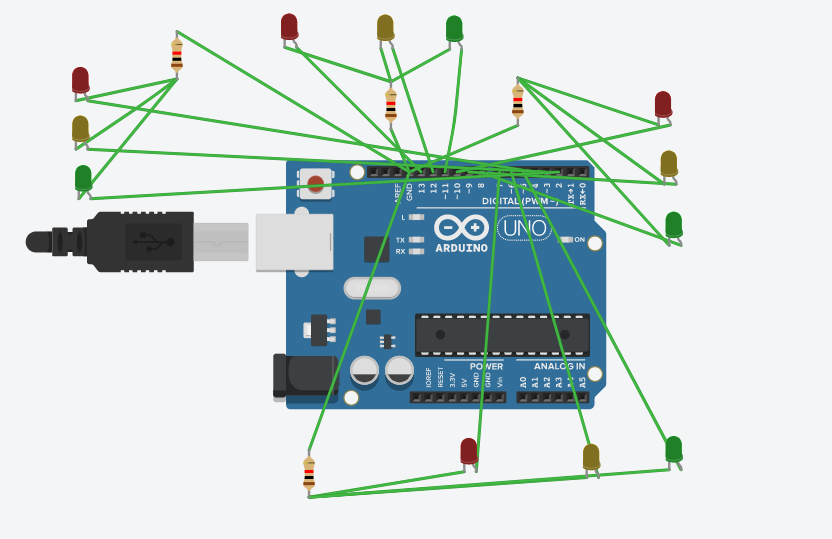 AREF
GND
13
12
~11
~10
~9
8
7
~6
~5
4
~3
2
TX→1
RX←0
DIGITAL (PWM~)
L
TX
RX
ARDUINO
UNO
ON
POWER
ANALOG IN
IOREF
RESET
3.3V
5V
GND
GND
Vin
A0
A1
A2
A3
A4
A5